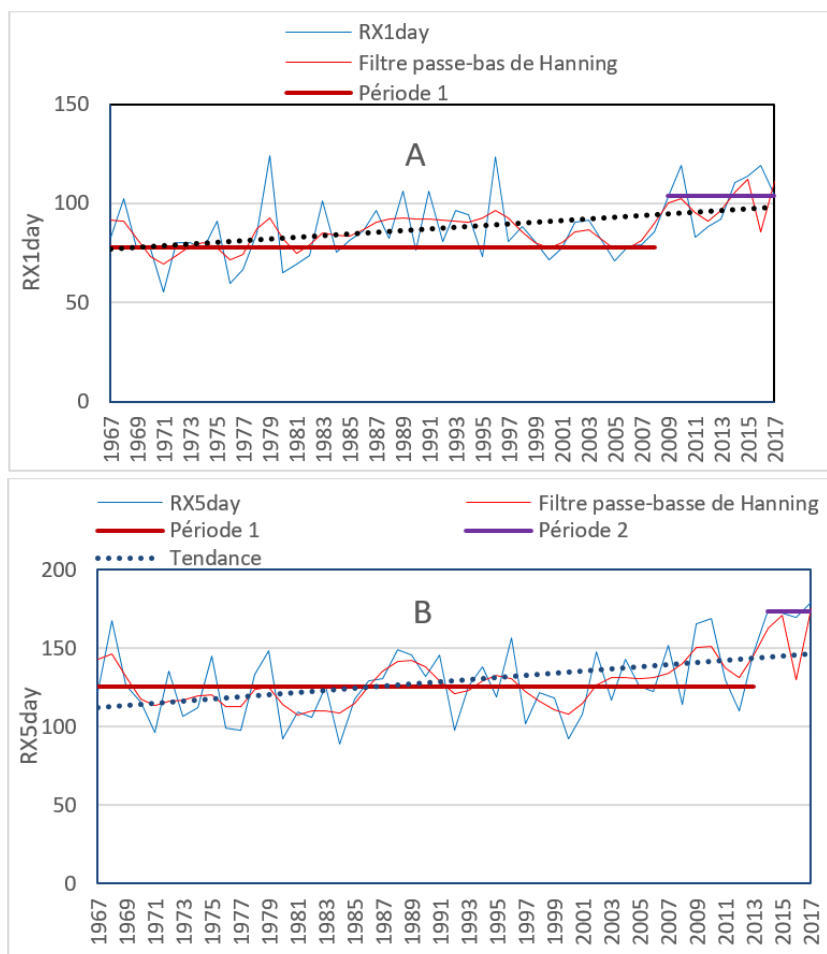 RX1day
Filtre passe-bas de Hanning
Période 1
150
A
100
50
0
RX1day
1967 1969 1971 1973 1975 1977 1979 1981 1983 1985 1987 1989 1991 1993 1995 1997 1999 2001 2003 2005 2007 2009 2011 2013 2015 2017
RX5day Filtre passe-basse de Hanning
Période 1 Période 2
Tendance
200
B
150
100
50
0
RX5day
1967 1969 1971 1973 1975 1977 1979 1981 1983 1985 1987 1989 1991 1993 1995 1997 1999 2001 2003 2005 2007 2009 2011 2013 2015 2017